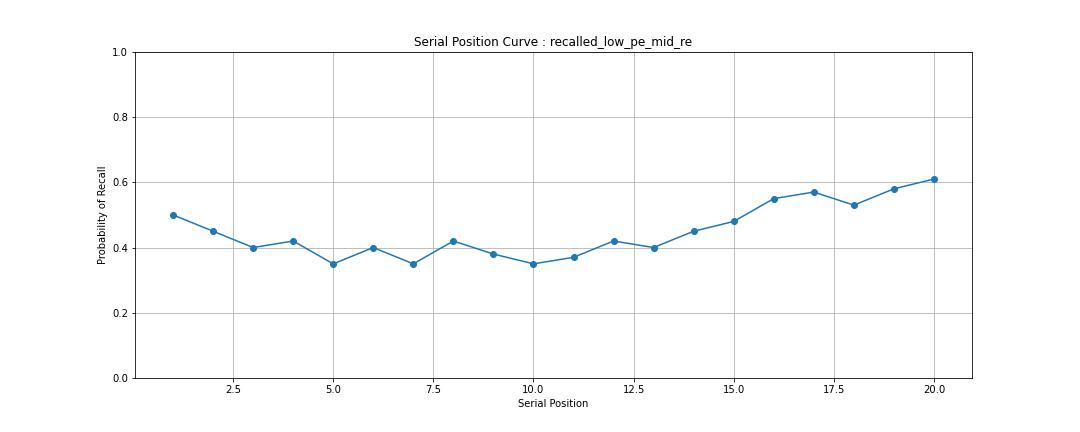 Serial Position Curve : recalled_low_pe_mid_re
Probability of Recall
1.0
0.8
0.6
0.4
0.2
0.0
2.5 5.0 7.5 10.0 12.5 15.0 17.5 20.0
Serial Position